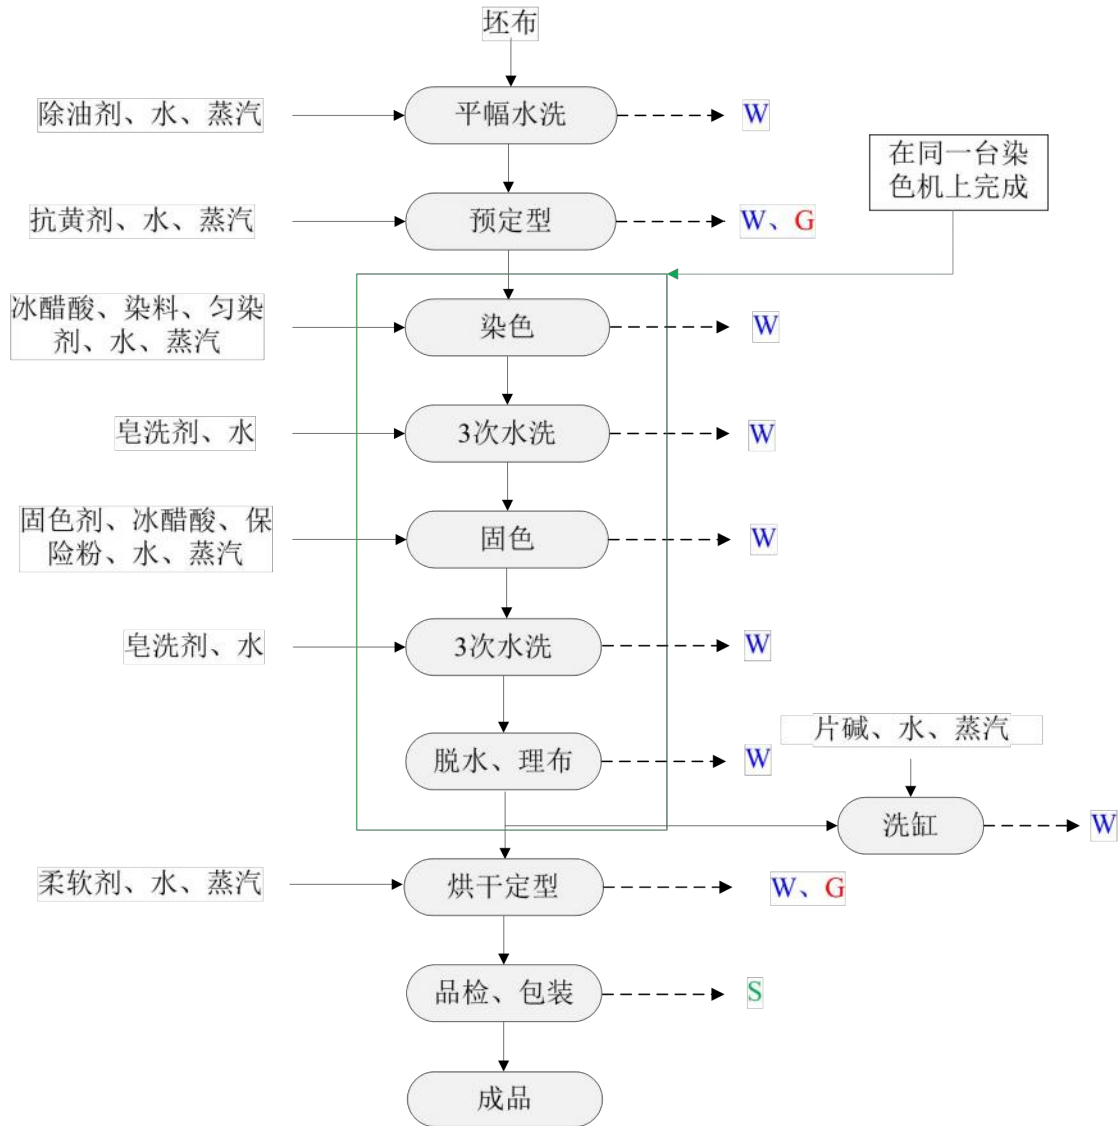 坯布
除油剂、水、蒸汽
平幅水洗
W
在同一台染
色机上完成
抗黄剂、水、蒸汽
预定型
W、G
冰醋酸、染料、匀染
剂、水、蒸汽
染色
W
皂洗剂、水
3次水洗
W
固色剂、冰醋酸、保
险粉、水、蒸汽
固色
W
皂洗剂、水
3次水洗
W
片碱、水、蒸汽
脱水、理布
W
洗缸
W
柔软剂、水、蒸汽
烘干定型
W、G
品检、包装
S
成品